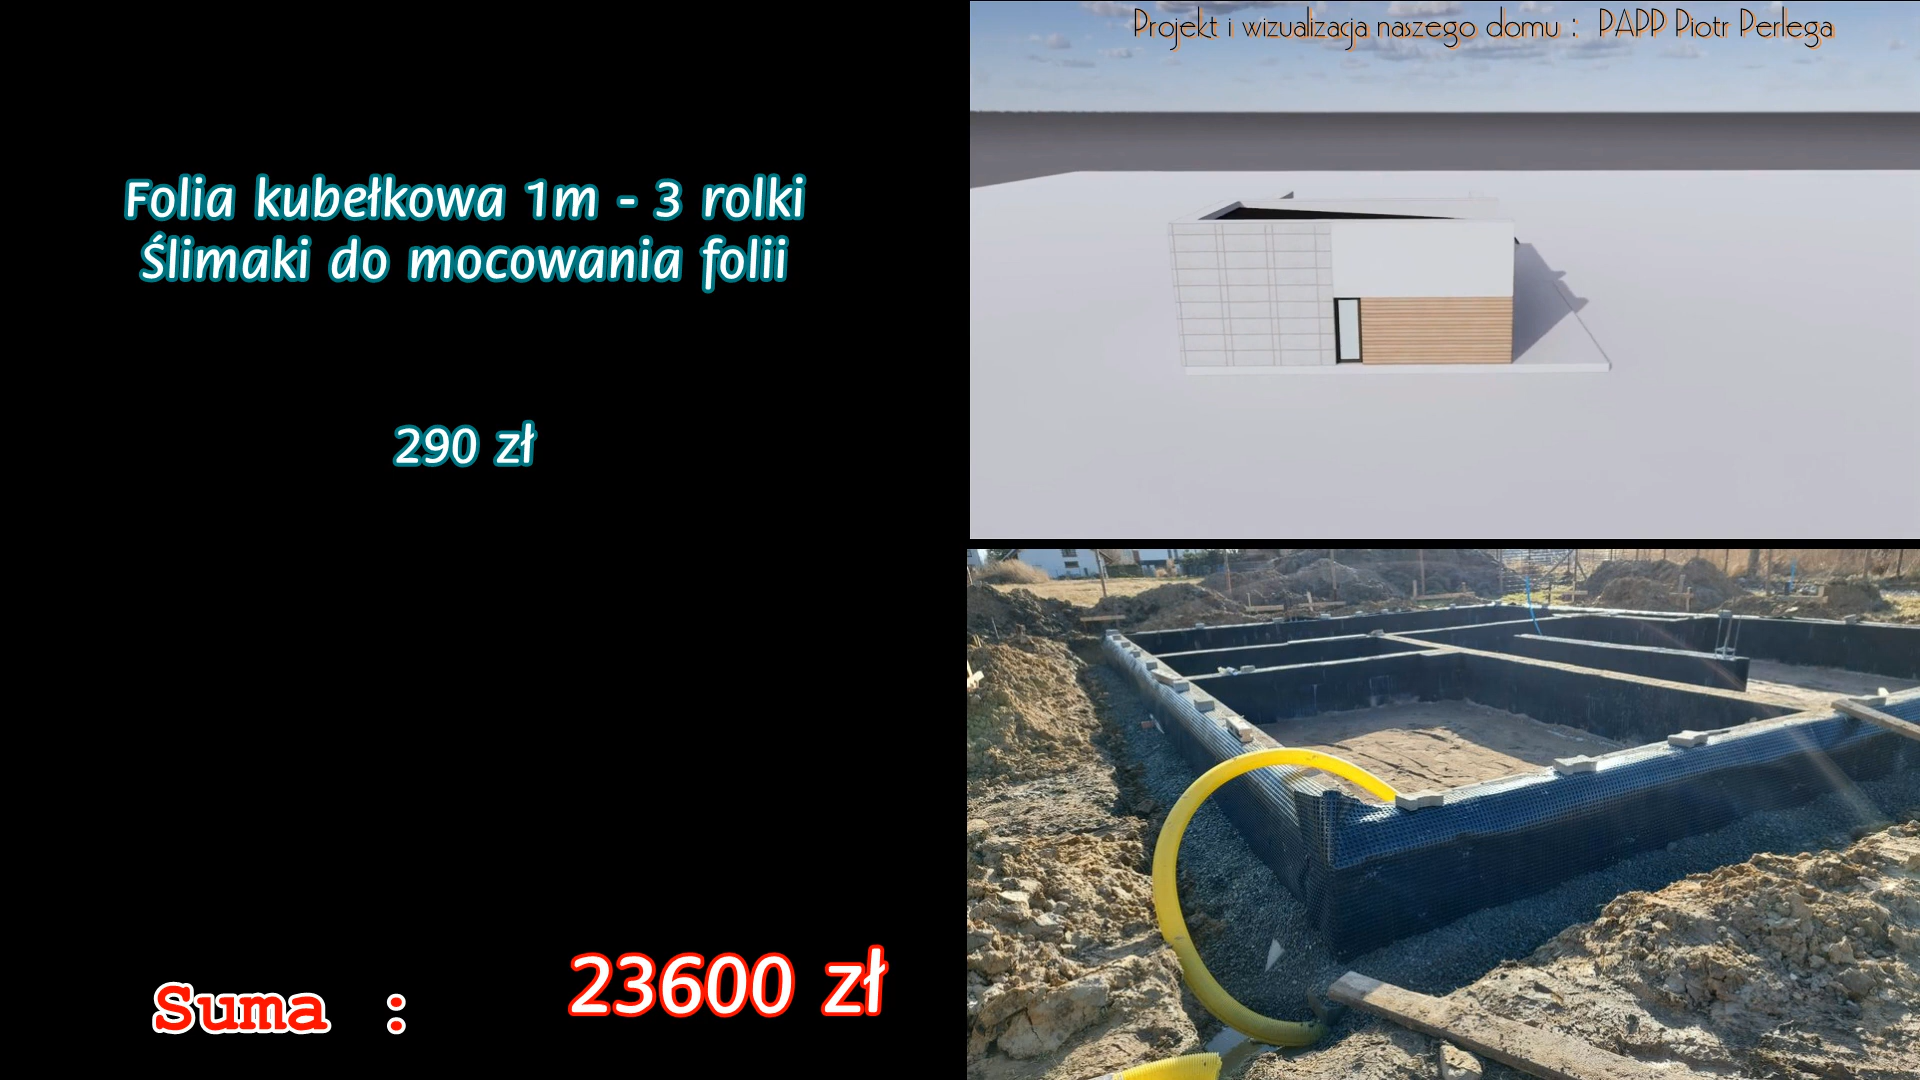 Folia kubełkowa 1m - 3 rolki
Ślimaki do mocowania folii
290 zł
Suma : 23600 zł
Projekt i wizualizacja naszego domu : PAPP Piotr Perlega